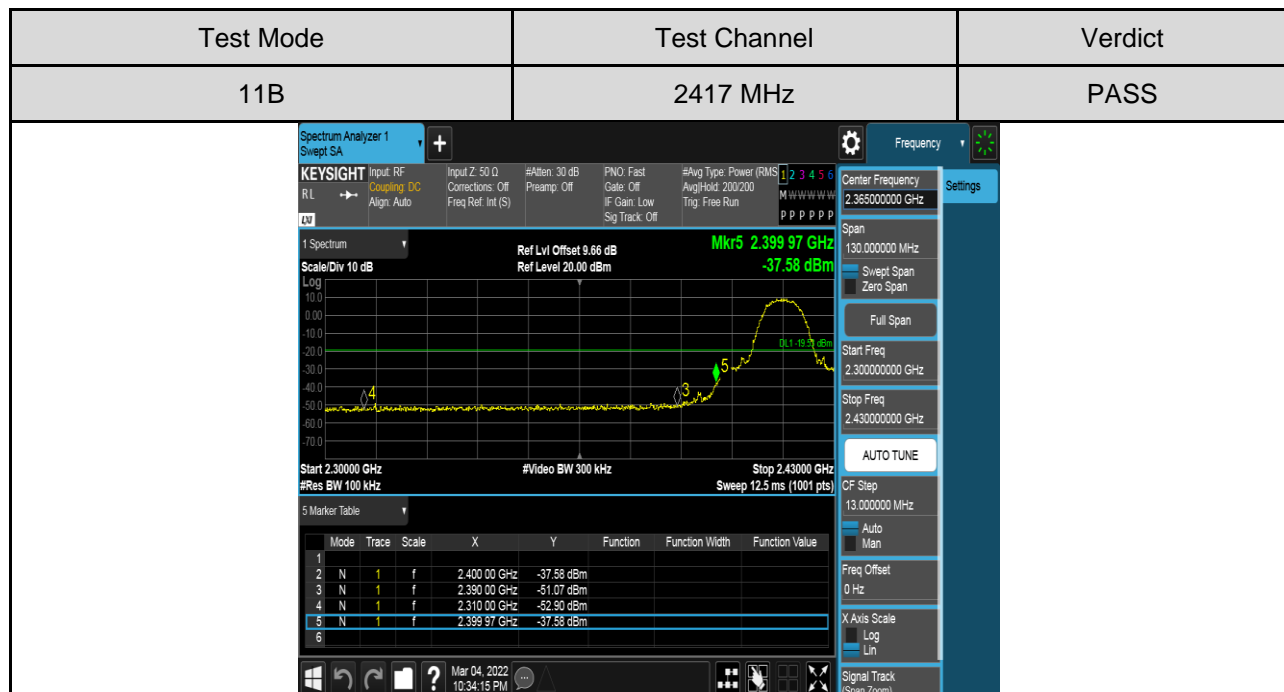 Test Mode Test Channel Verdict
11B 2417 MHz PASS
Spectrum Analyzer 1
Swept SA
Frequency
KEYSIGHT Input: RF Input Z: 50 Ω #Atten: 30 dB PNO: Fast #Avg Type: Power (RMS 1 2 3 4 5 6
RL Coupling: DC Corrections: Off Preamp: Off Gate: Off Avg|Hold: 200/200 M W W W W W
Align: Auto Freq Ref: Int (S) IF Gain: Low Trig: Free Run
LXI Sig Track: Off P P P P P P
1 Spectrum Ref Lvl Offset 9.66 dB Mkr5 2.399 97 GHz
Scale/Div 10 dB Ref Level 20.00 dBm -37.58 dBm
Log
10.0
0.00
-10.0
-20.0
-30.0
-40.0
-50.0
-60.0
-70.0
4
3
5
Start 2.30000 GHz #Video BW 300 kHz Stop 2.43000 GHz
#Res BW 100 kHz Sweep 12.5 ms (1001 pts)
5 Marker Table
Mode Trace Scale X Y Function Function Width Function Value
1
2 N 1 f 2.400 00 GHz -37.58 dBm
3 N 1 f 2.390 00 GHz -51.07 dBm
4 N 1 f 2.310 00 GHz -52.90 dBm
5 N 1 f 2.399 97 GHz -37.58 dBm
6
? Mar 04, 2022
10:34:15 PM
Center Frequency
2.365000000 GHz
Settings
Span
130.000000 MHz
Swept Span
Zero Span
Full Span
Start Freq
2.300000000 GHz
Stop Freq
2.430000000 GHz
AUTO TUNE
CF Step
13.000000 MHz
Auto
Man
Freq Offset
0 Hz
X Axis Scale
Log
Lin
Signal Track
(Span Zoom)